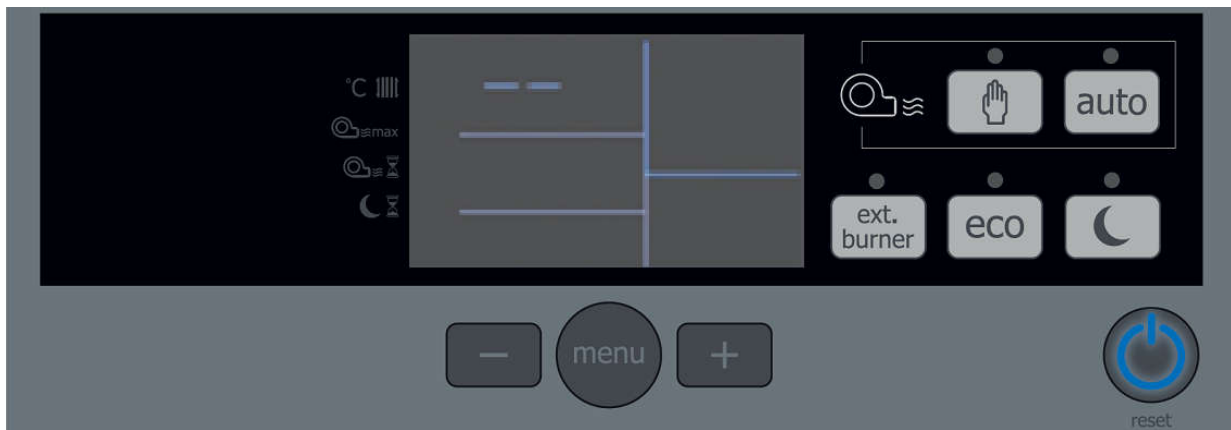 °C
max
auto
ext.
burner
eco
− menu +
reset